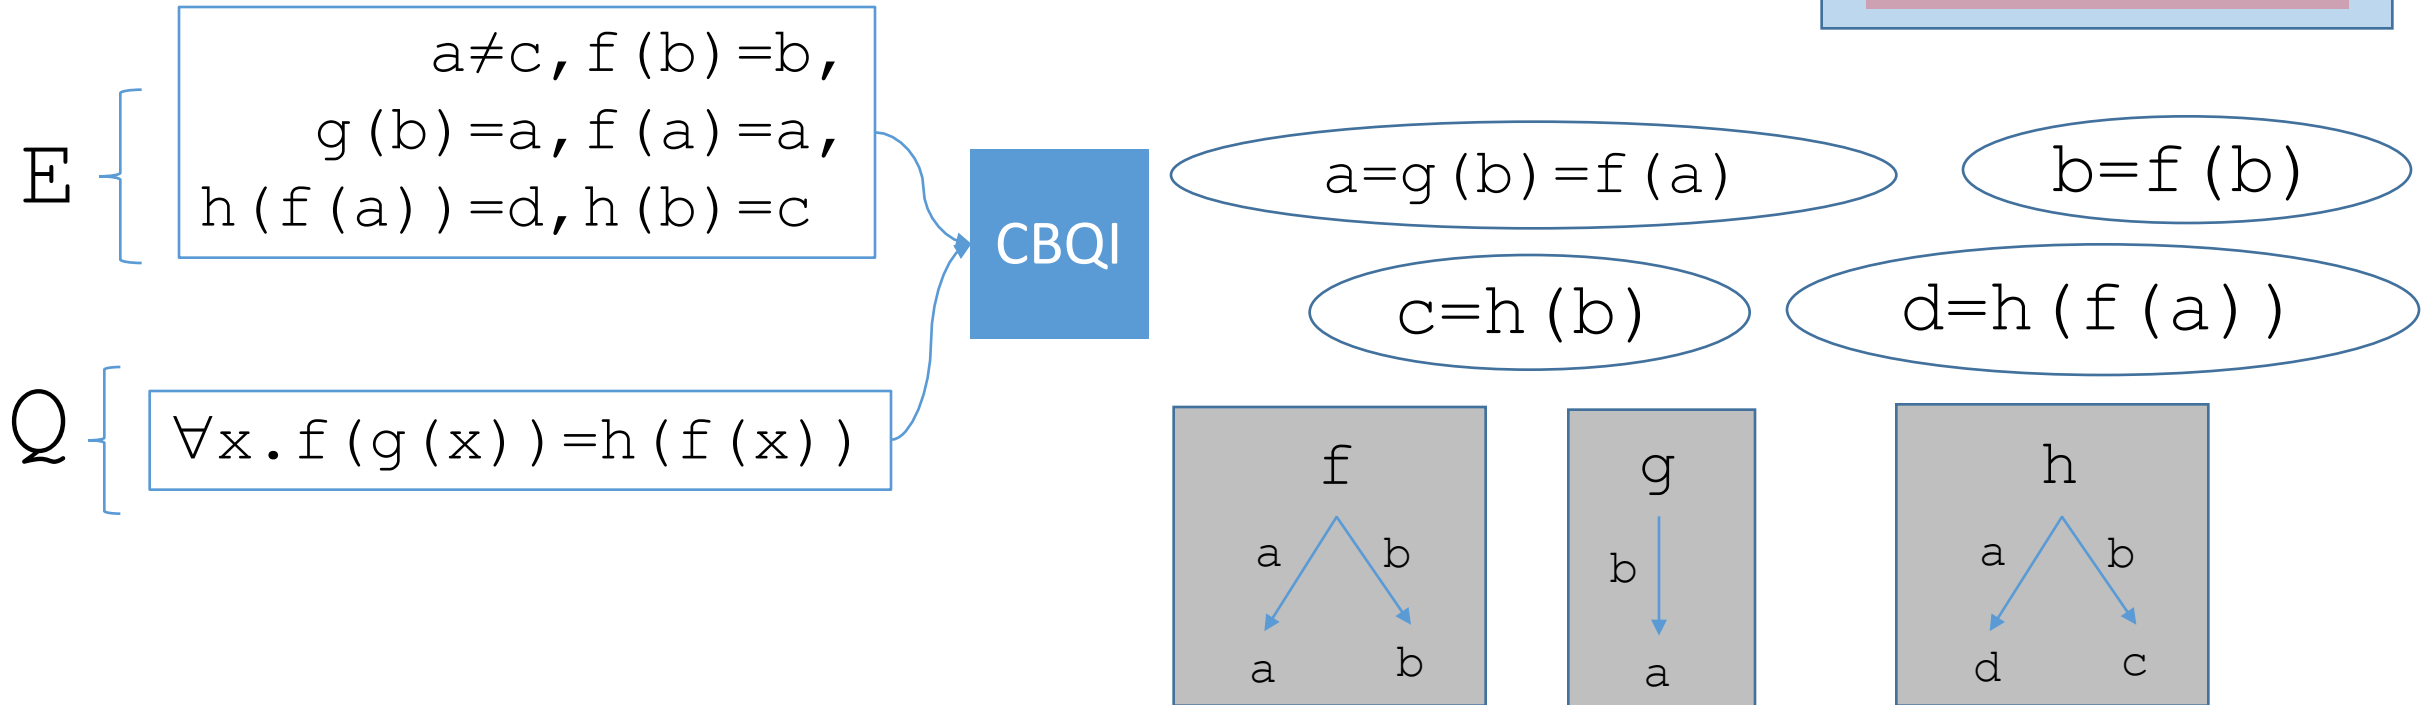 E
a≠c,f(b)=b,
g(b)=a,f(a)=a,
h(f(a))=d,h(b)=c
Q
∀x.f(g(x))=h(f(x))
CBQI
a=g(b)=f(a)
b=f(b)
c=h(b)
d=h(f(a))
f
a b
a b
g
b
a
h
a b
d c